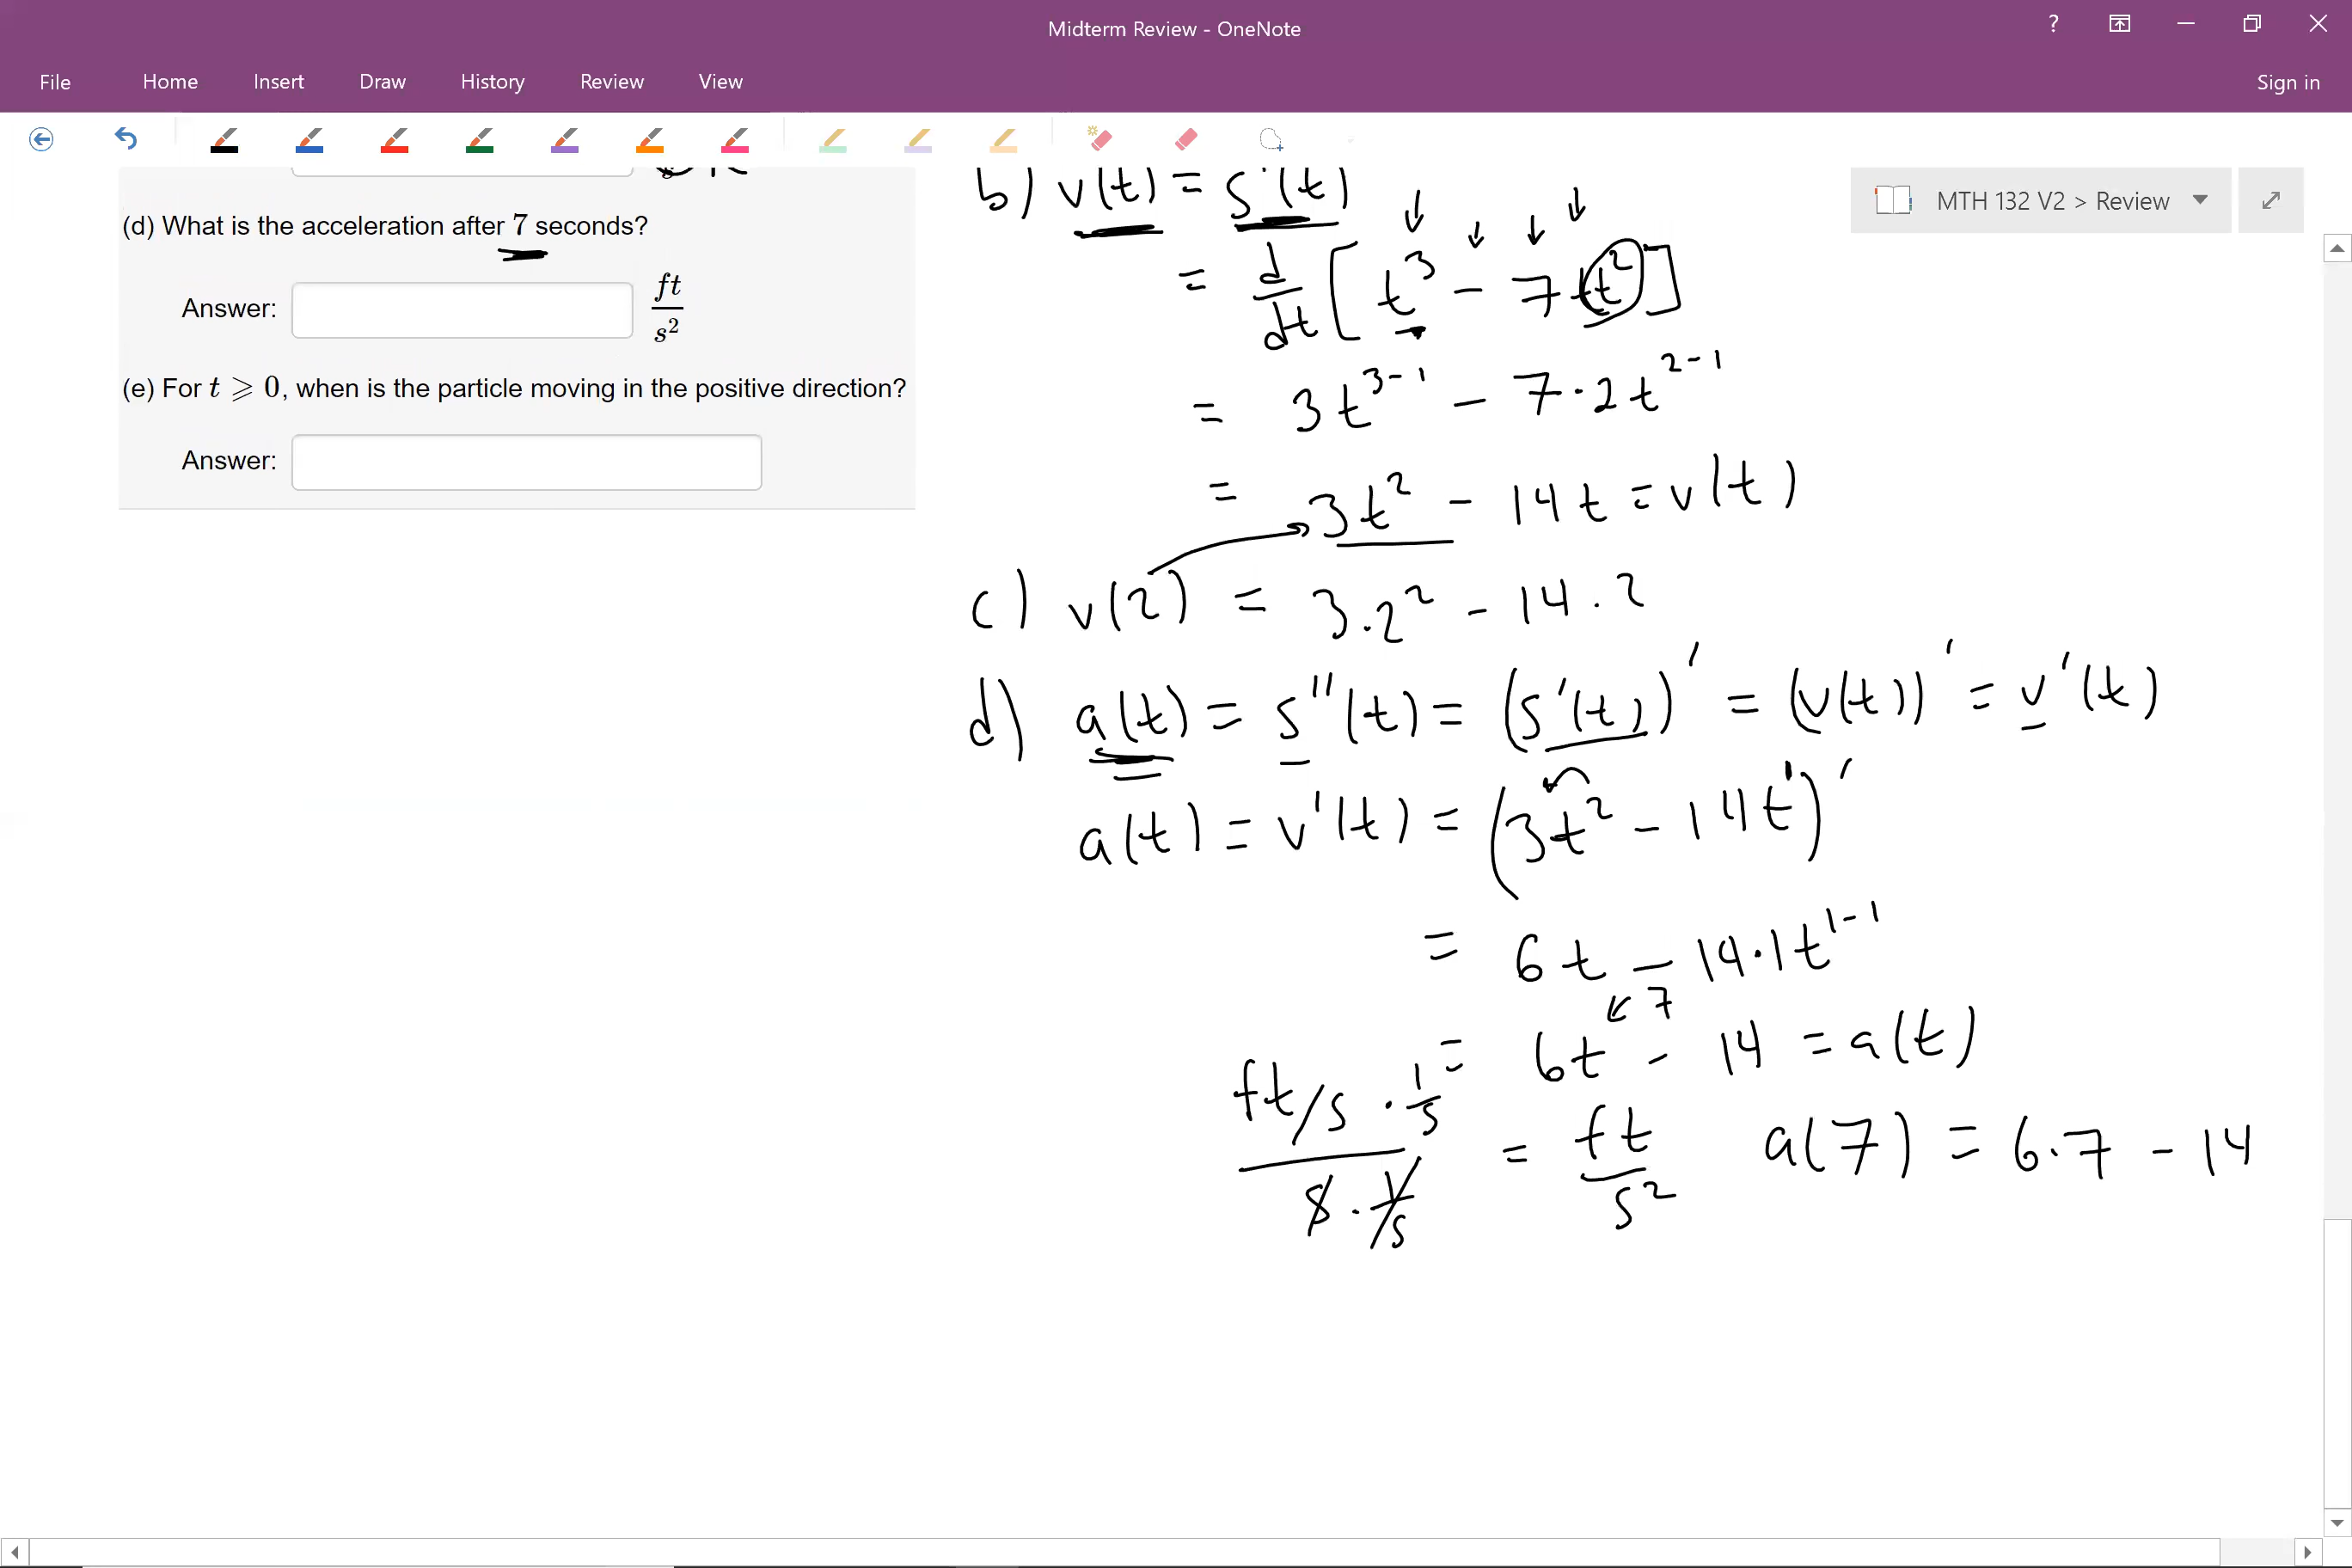 Midterm Review - OneNote
?
File Home Insert Draw History Review View Sign in
MTH 132 V2 > Review
(d) What is the acceleration after 7 seconds?
Answer: ft/s²
(e) For t ⩾ 0, when is the particle moving in the positive direction?
Answer:
b) v(t) = s'(t)
= d/dt [t³ - 7t²]
= 3t³⁻¹ - 7·2t²⁻¹
= 3t² - 14t = v(t)
c) v(2) = 3·2² - 14·2
d) a(t) = s''(t) = (s'(t))' = (v(t))' = v'(t)
a(t) = v'(t) = (3t² - 14t¹)'
= 6t - 14·1t¹⁻¹
7
= 6t - 14 = a(t)
ft/s · 1/s
s · 1/s
= ft/s²
a(7) = 6·7 - 14